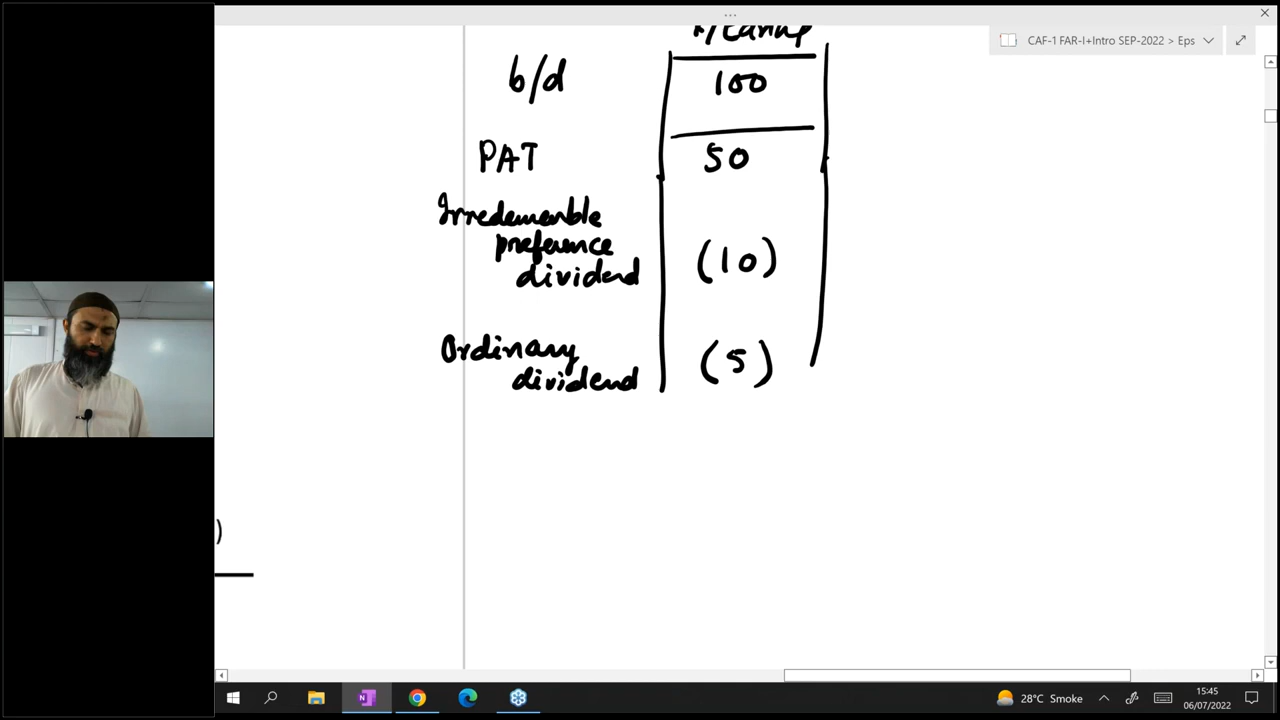 CAF-1 FAR-I+Intro SEP-2022 > Eps
b/d 100
PAT 50
Irredemenble
preference
dividend (10)
Ordinary
dividend (5)
)
28°C Smoke
15:45
06/07/2022